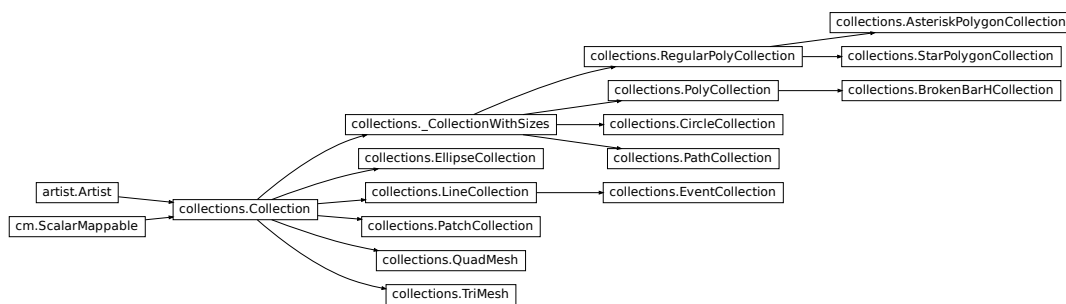 collections.AsteriskPolygonCollection
collections.RegularPolyCollection
collections.StarPolygonCollection
collections.PolyCollection
collections.BrokenBarHCollection
collections._CollectionWithSizes
collections.CircleCollection
collections.EllipseCollection
collections.PathCollection
artist.Artist
collections.LineCollection
collections.EventCollection
collections.Collection
cm.ScalarMappable
collections.PatchCollection
collections.QuadMesh
collections.TriMesh